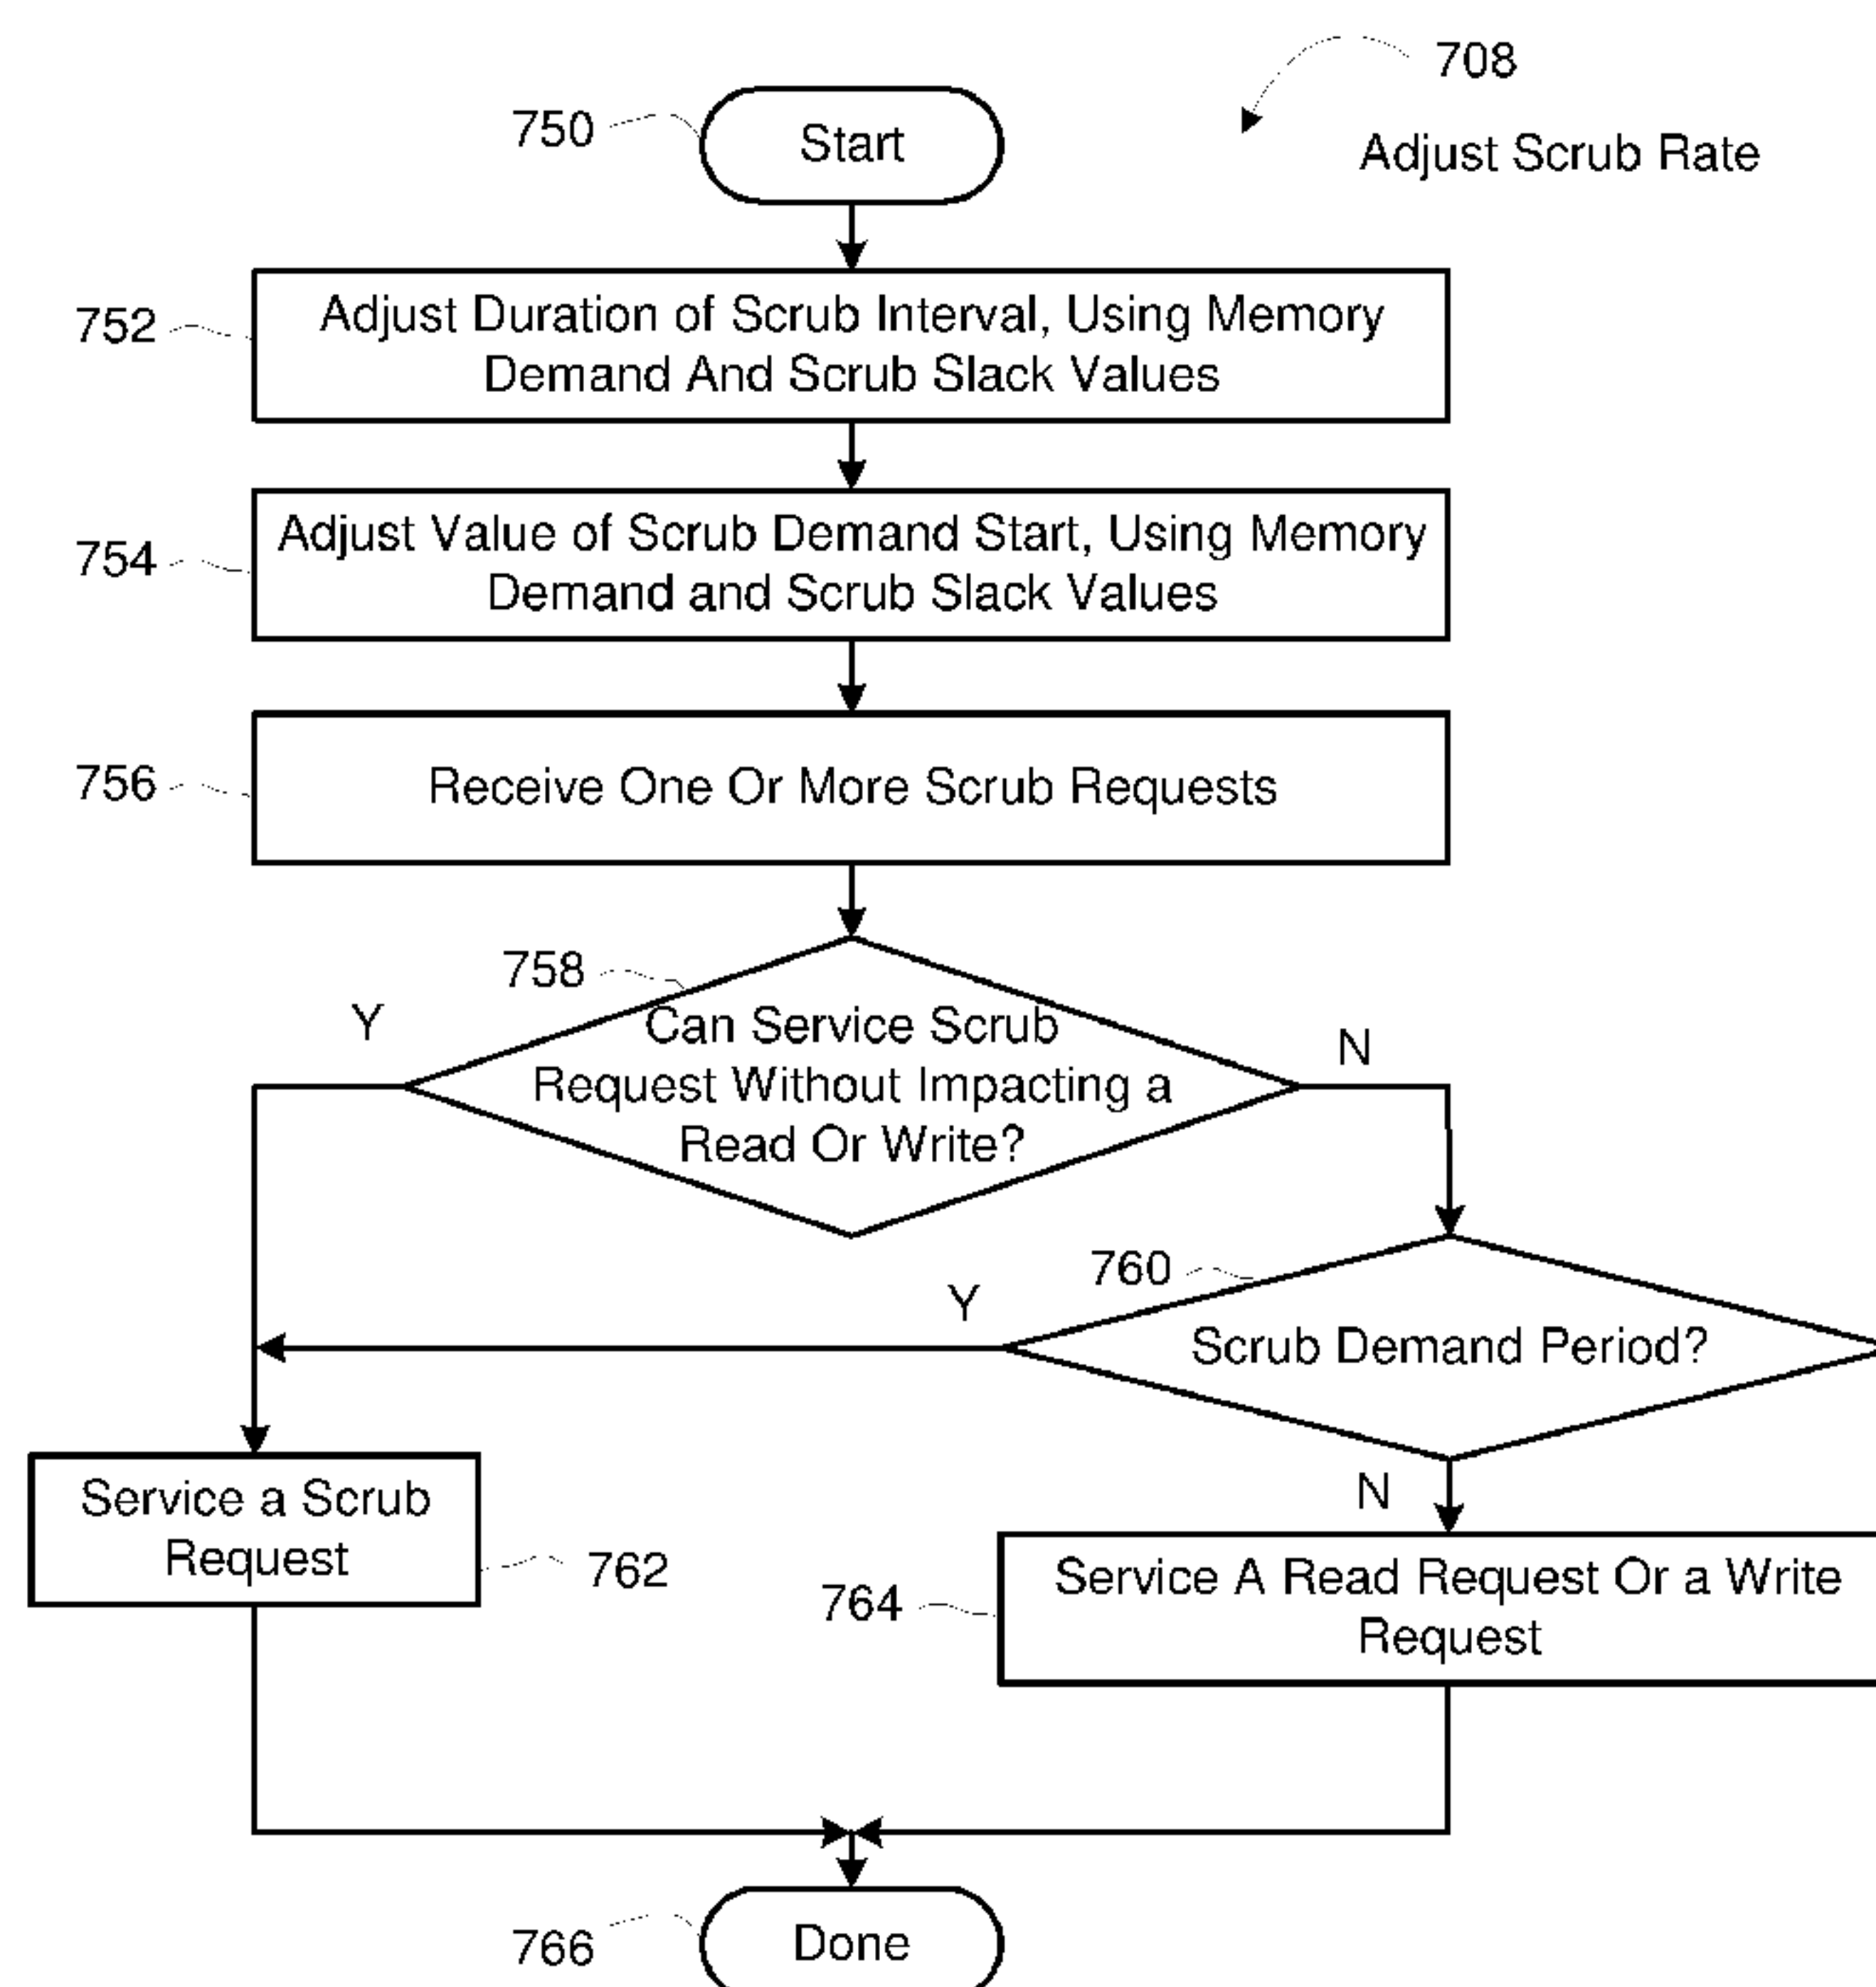 708
750
Start
Adjust Scrub Rate
752
Adjust Duration of Scrub Interval, Using Memory
Demand And Scrub Slack Values
754
Adjust Value of Scrub Demand Start, Using Memory
Demand and Scrub Slack Values
756
Receive One Or More Scrub Requests
758
Y
Can Service Scrub
Request Without Impacting a
Read Or Write?
N
760
Y
Scrub Demand Period?
N
Service a Scrub
Request
762
764
Service A Read Request Or a Write
Request
766
Done